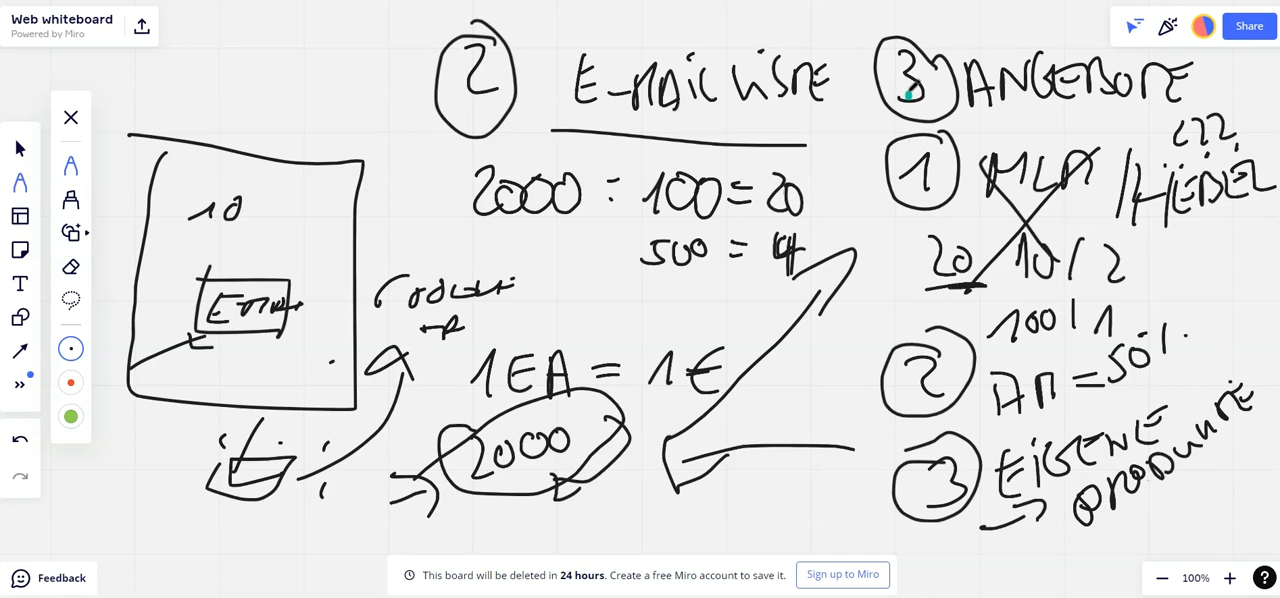 Web whiteboard
Powered by Miro
Share
2 E-MAIL LISTE
2000 : 100 = 20
500 = 4
10
1 EA = 1 €
2000
3 ANGEBOTE
1 MLM / HEBEL
???
20 10 / 2
100 / 1
2 AM = 50%
3 EIGENE
PRODUKTE
Feedback
This board will be deleted in 24 hours. Create a free Miro account to save it.
Sign up to Miro
100%